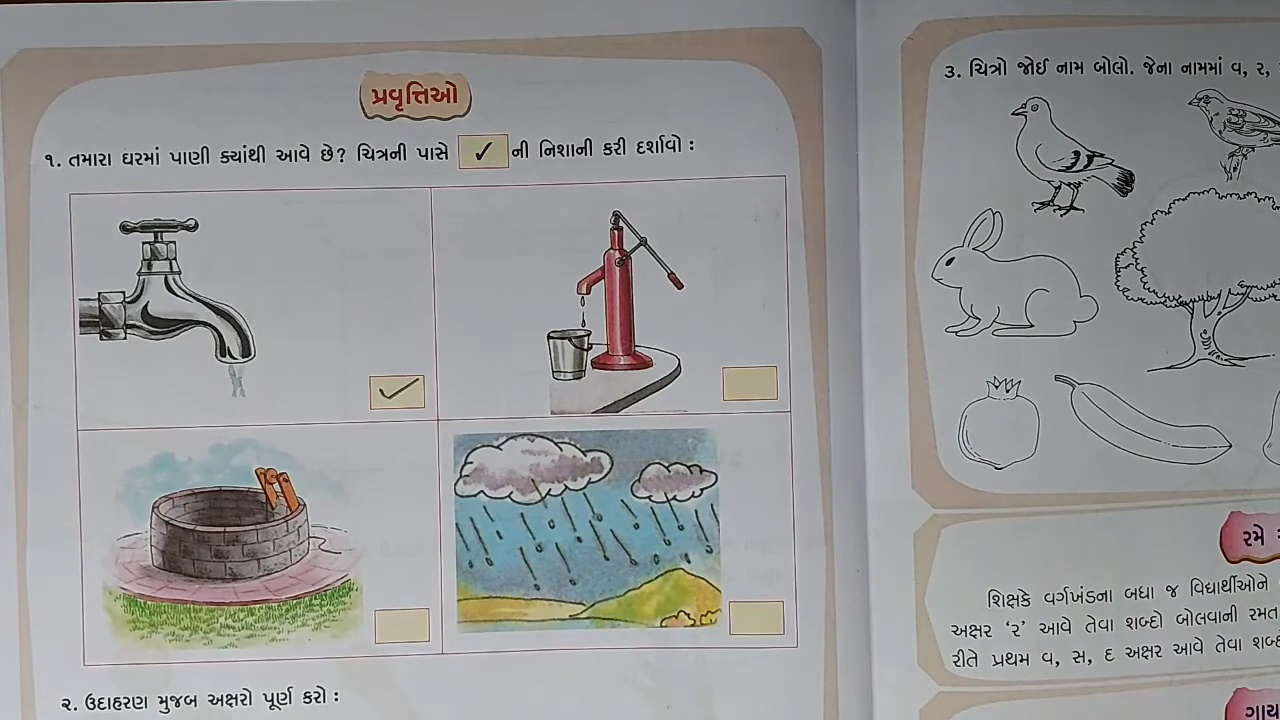 પ્રવૃત્તિઓ
૧. તમારા ઘરમાં પાણી ક્યાંથી આવે છે? ચિત્રની પાસે ✓ ની નિશાની કરી દર્શાવો :
૨. ઉદાહરણ મુજબ અક્ષરો પૂર્ણ કરો :
૩. ચિત્રો જોઈ નામ બોલો. જેના નામમાં વ, ર,
રમે
શિક્ષકે વર્ગખંડના બધા જ વિદ્યાર્થીઓને
અક્ષર ‘ર’ આવે તેવા શબ્દો બોલવાની રમત
રીતે પ્રથમ વ, સ, દ અક્ષર આવે તેવા શબ્દ